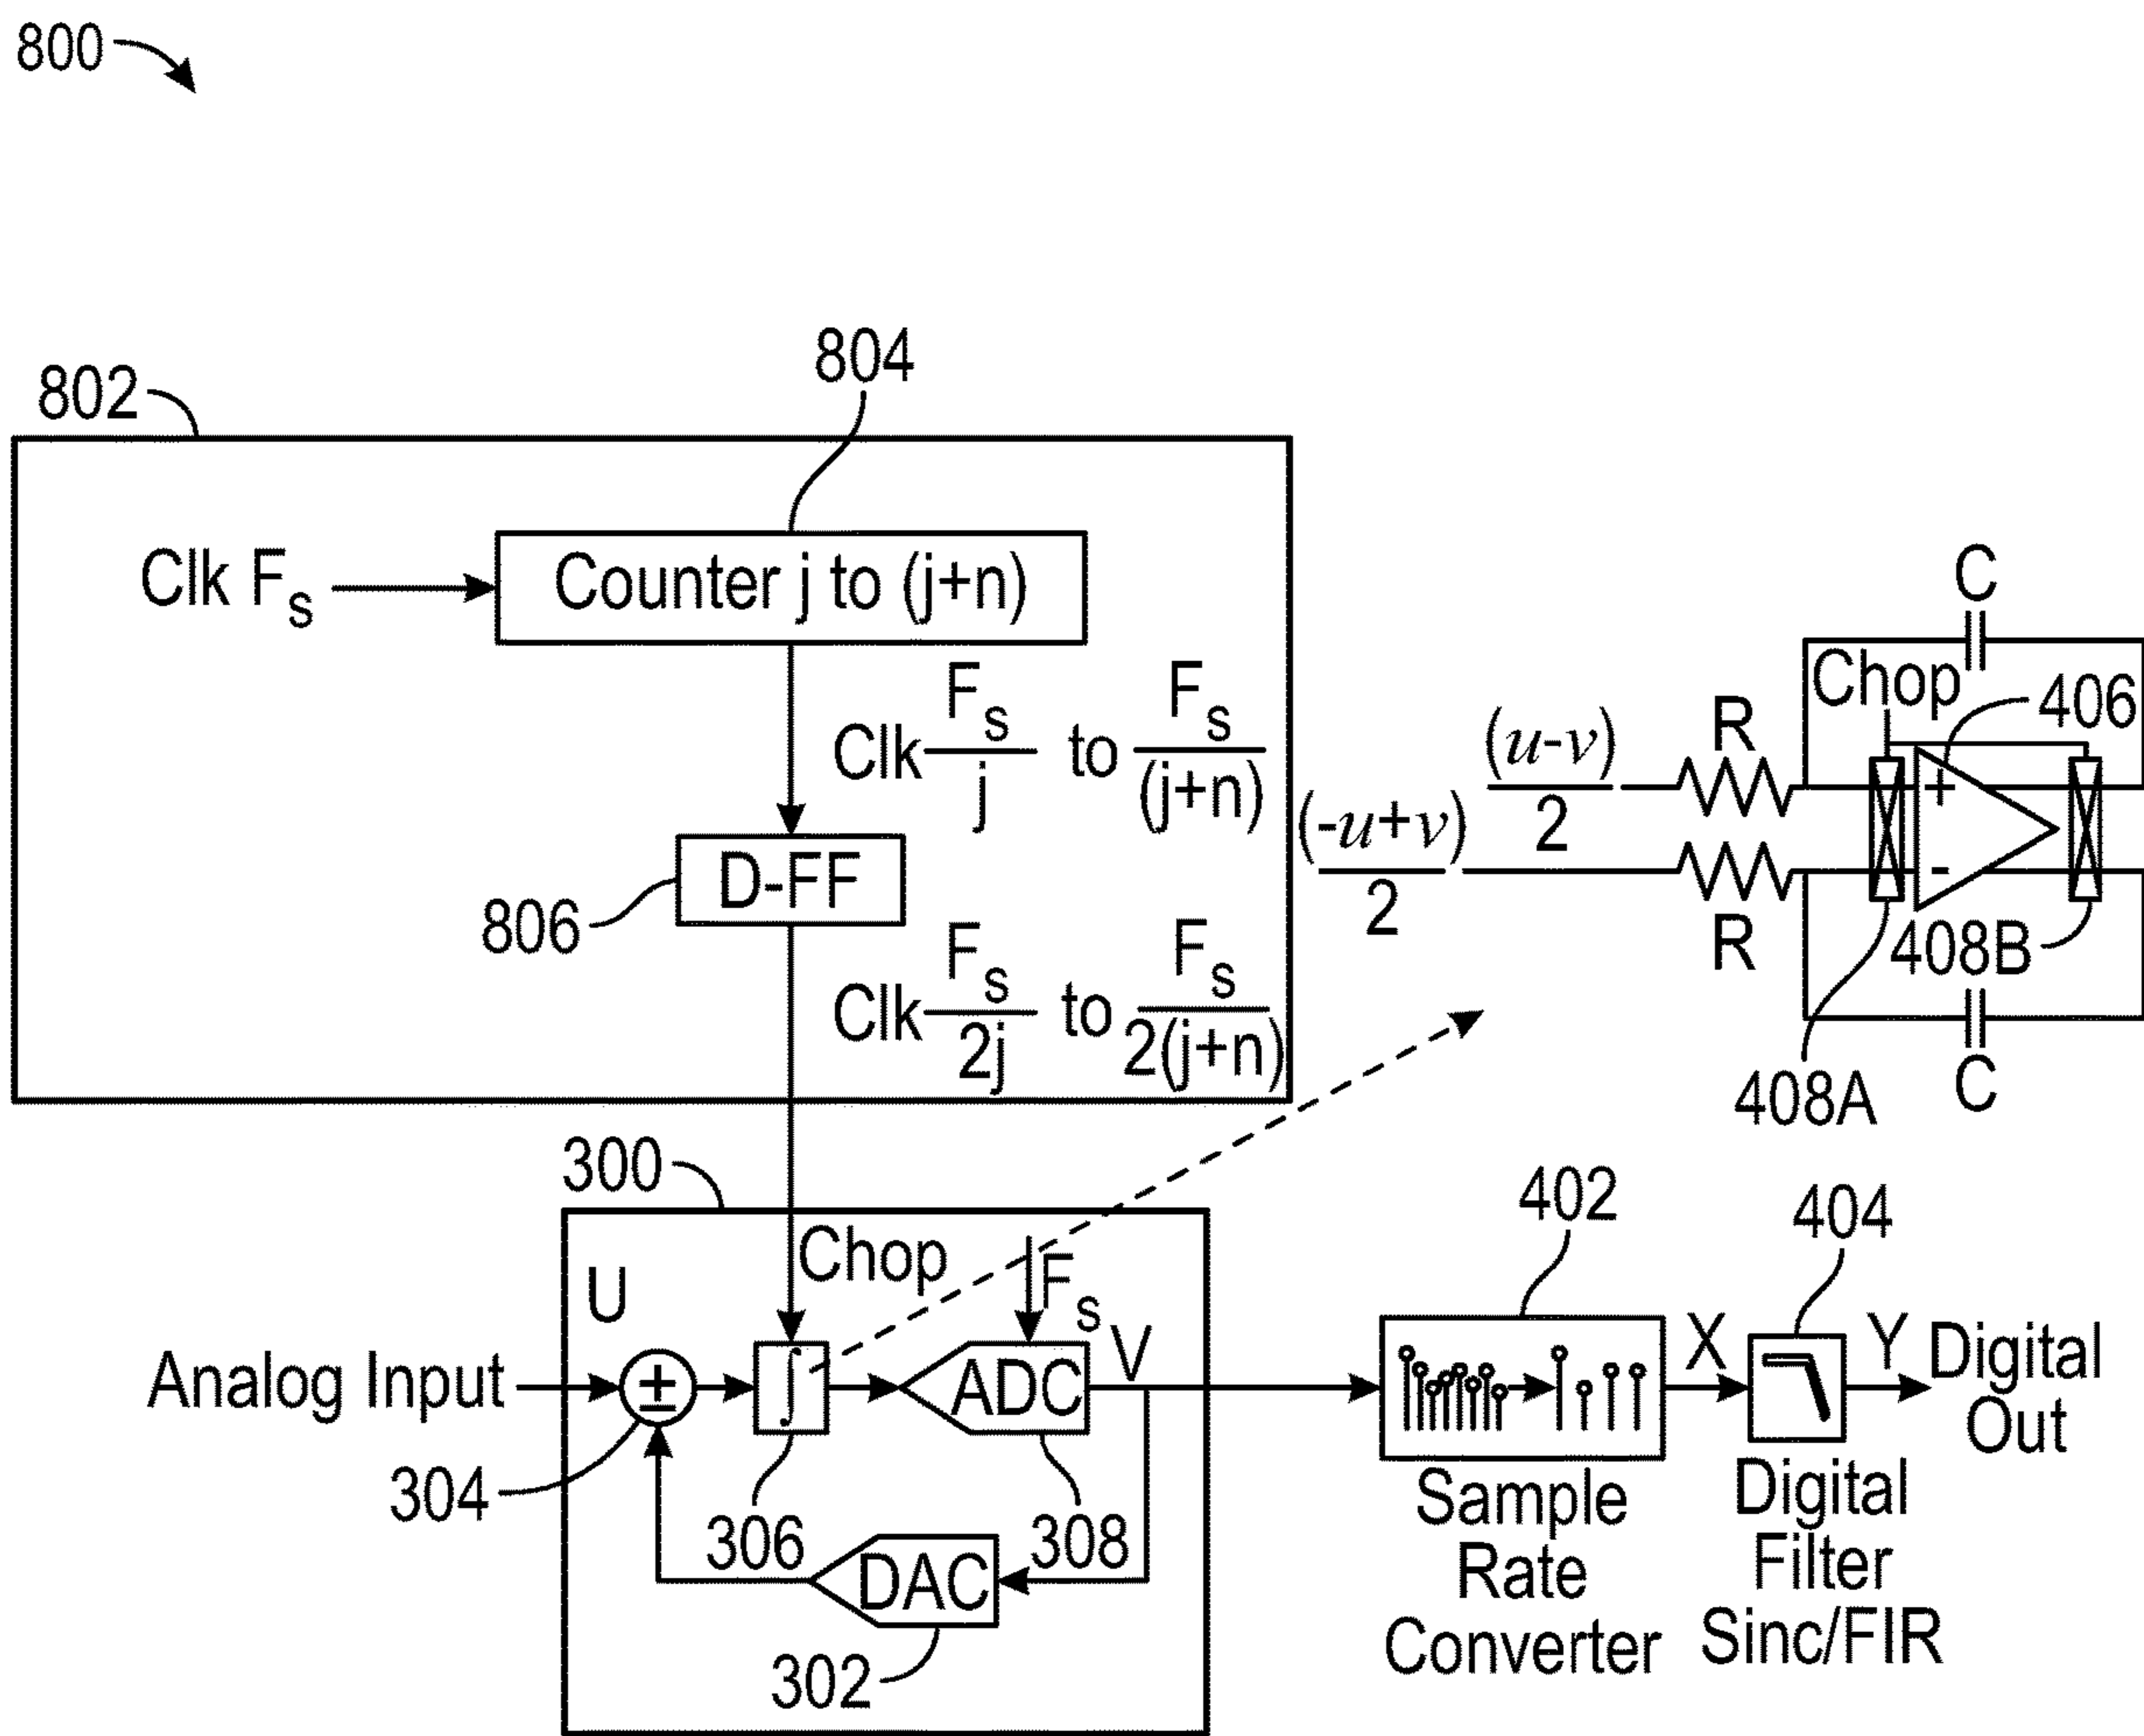 800
802
804
Clk Fs
Counter j to (j+n)
Clk Fs/j to Fs/(j+n)
D-FF
806
Clk Fs/2j to Fs/2(j+n)
(u-v)/2
(-u+v)/2
R
R
C
Chop
406
+
-
408B
408A
C
300
Chop
Fs
U
V
Analog Input
±
∫
ADC
304
306
308
DAC
302
402
404
X
Y
Digital
Out
Sample
Rate
Converter
Digital
Filter
Sinc/FIR